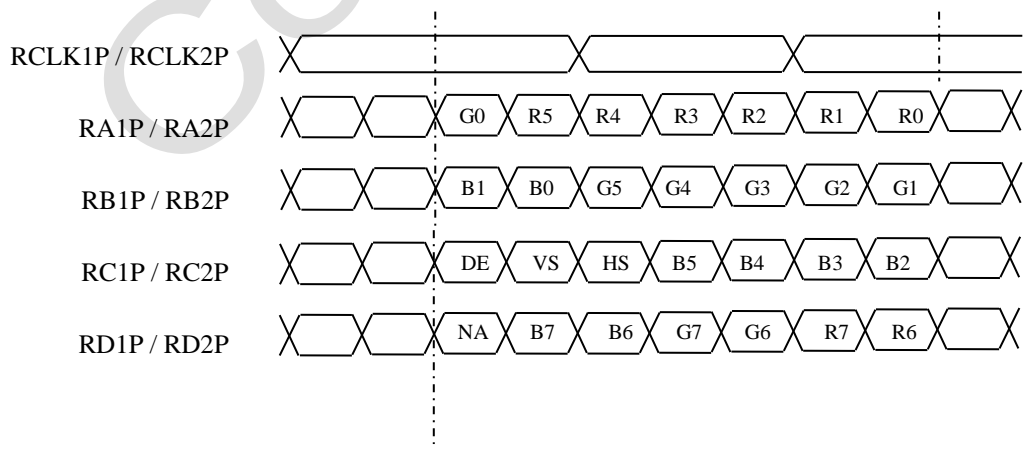 RCLK1P / RCLK2P
RA1P / RA2P G0 R5 R4 R3 R2 R1 R0
RB1P / RB2P B1 B0 G5 G4 G3 G2 G1
RC1P / RC2P DE VS HS B5 B4 B3 B2
RD1P / RD2P NA B7 B6 G7 G6 R7 R6